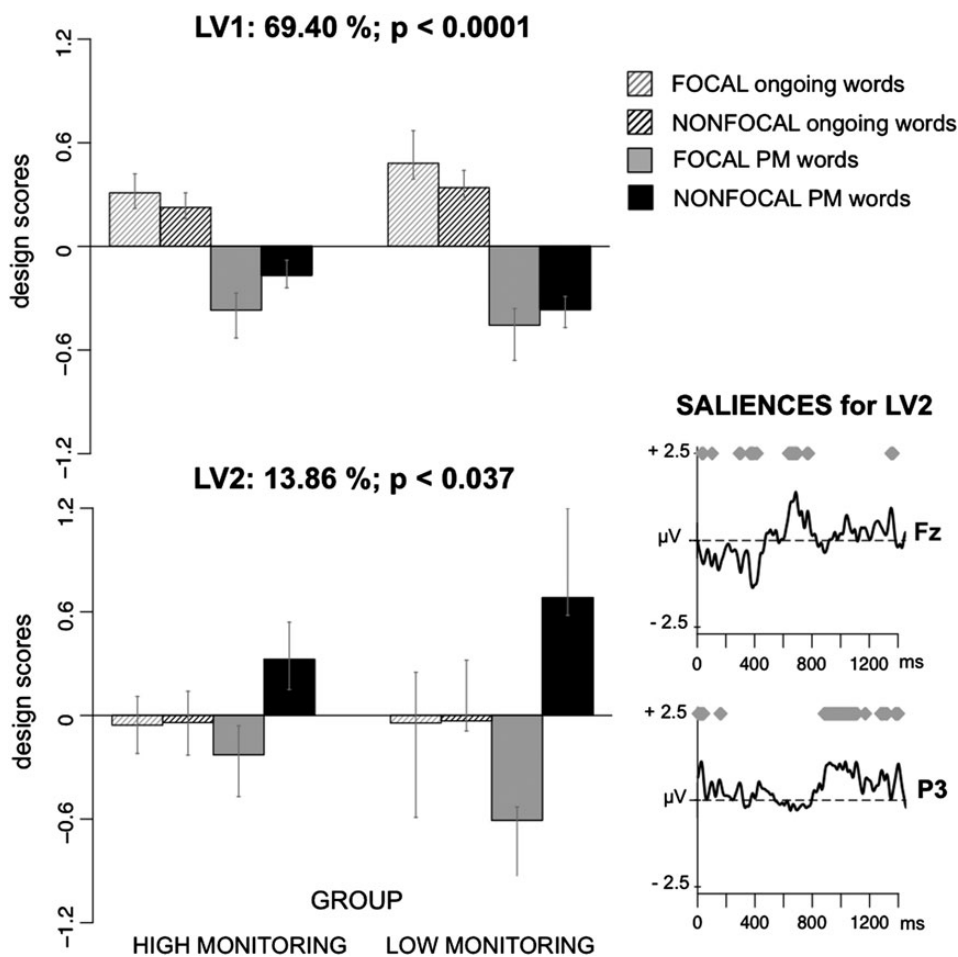 LV1: 69.40 %; p < 0.0001
1.2
0.6
0
−0.6
−1.2
design scores
FOCAL ongoing words
NONFOCAL ongoing words
FOCAL PM words
NONFOCAL PM words
LV2: 13.86 %; p < 0.037
1.2
0.6
0
−0.6
−1.2
design scores
GROUP
HIGH MONITORING LOW MONITORING
SALIENCES for LV2
+ 2.5
µV
Fz
- 2.5
0 400 800 1200 ms
+ 2.5
µV
P3
- 2.5
0 400 800 1200 ms